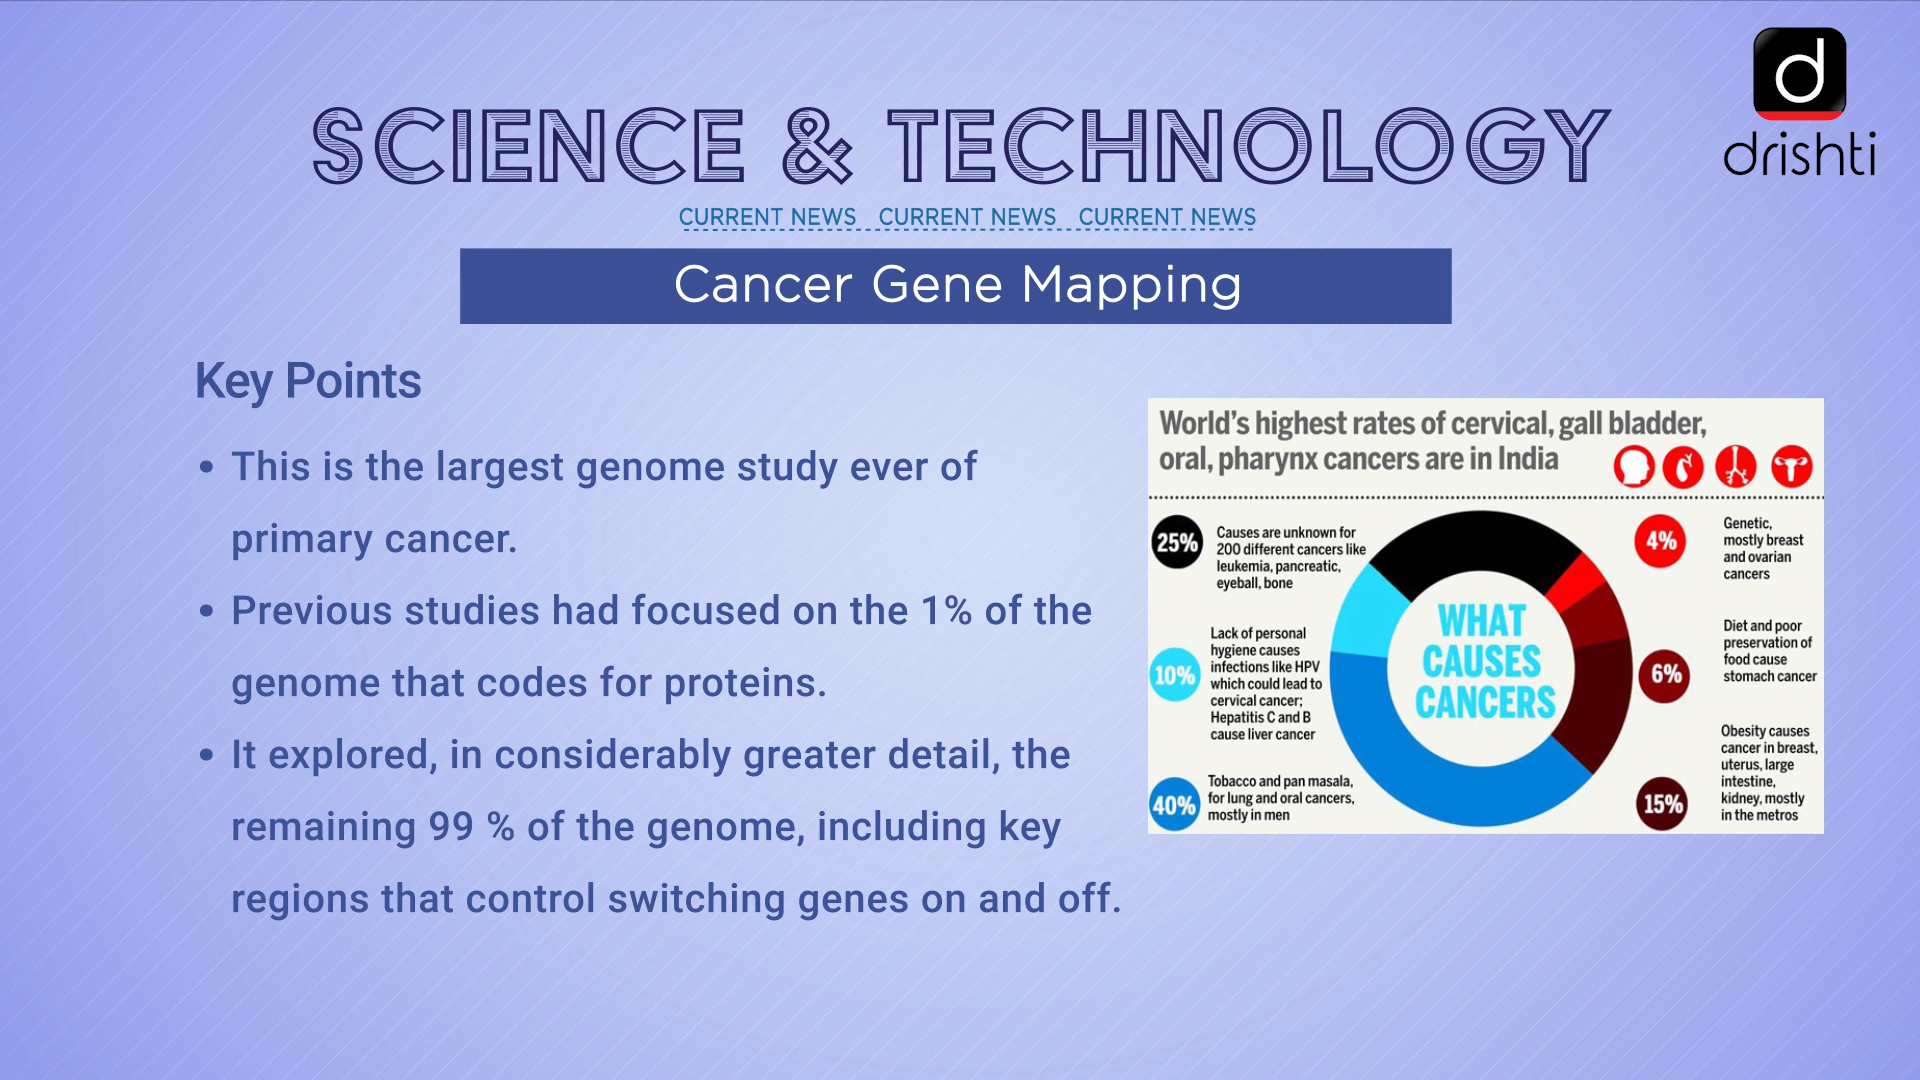 d
drishti
SCIENCE & TECHNOLOGY
CURRENT NEWS CURRENT NEWS CURRENT NEWS
Cancer Gene Mapping
Key Points
• This is the largest genome study ever of
primary cancer.
• Previous studies had focused on the 1% of the
genome that codes for proteins.
• It explored, in considerably greater detail, the
remaining 99 % of the genome, including key
regions that control switching genes on and off.
World's highest rates of cervical, gall bladder,
oral, pharynx cancers are in India
25%
Causes are unknown for
200 different cancers like
leukemia, pancreatic,
eyeball, bone
10%
Lack of personal
hygiene causes
infections like HPV
which could lead to
cervical cancer;
Hepatitis C and B
cause liver cancer
40%
Tobacco and pan masala,
for lung and oral cancers,
mostly in men
WHAT
CAUSES
CANCERS
4%
Genetic,
mostly breast
and ovarian
cancers
6%
Diet and poor
preservation of
food cause
stomach cancer
15%
Obesity causes
cancer in breast,
uterus, large
intestine,
kidney, mostly
in the metros